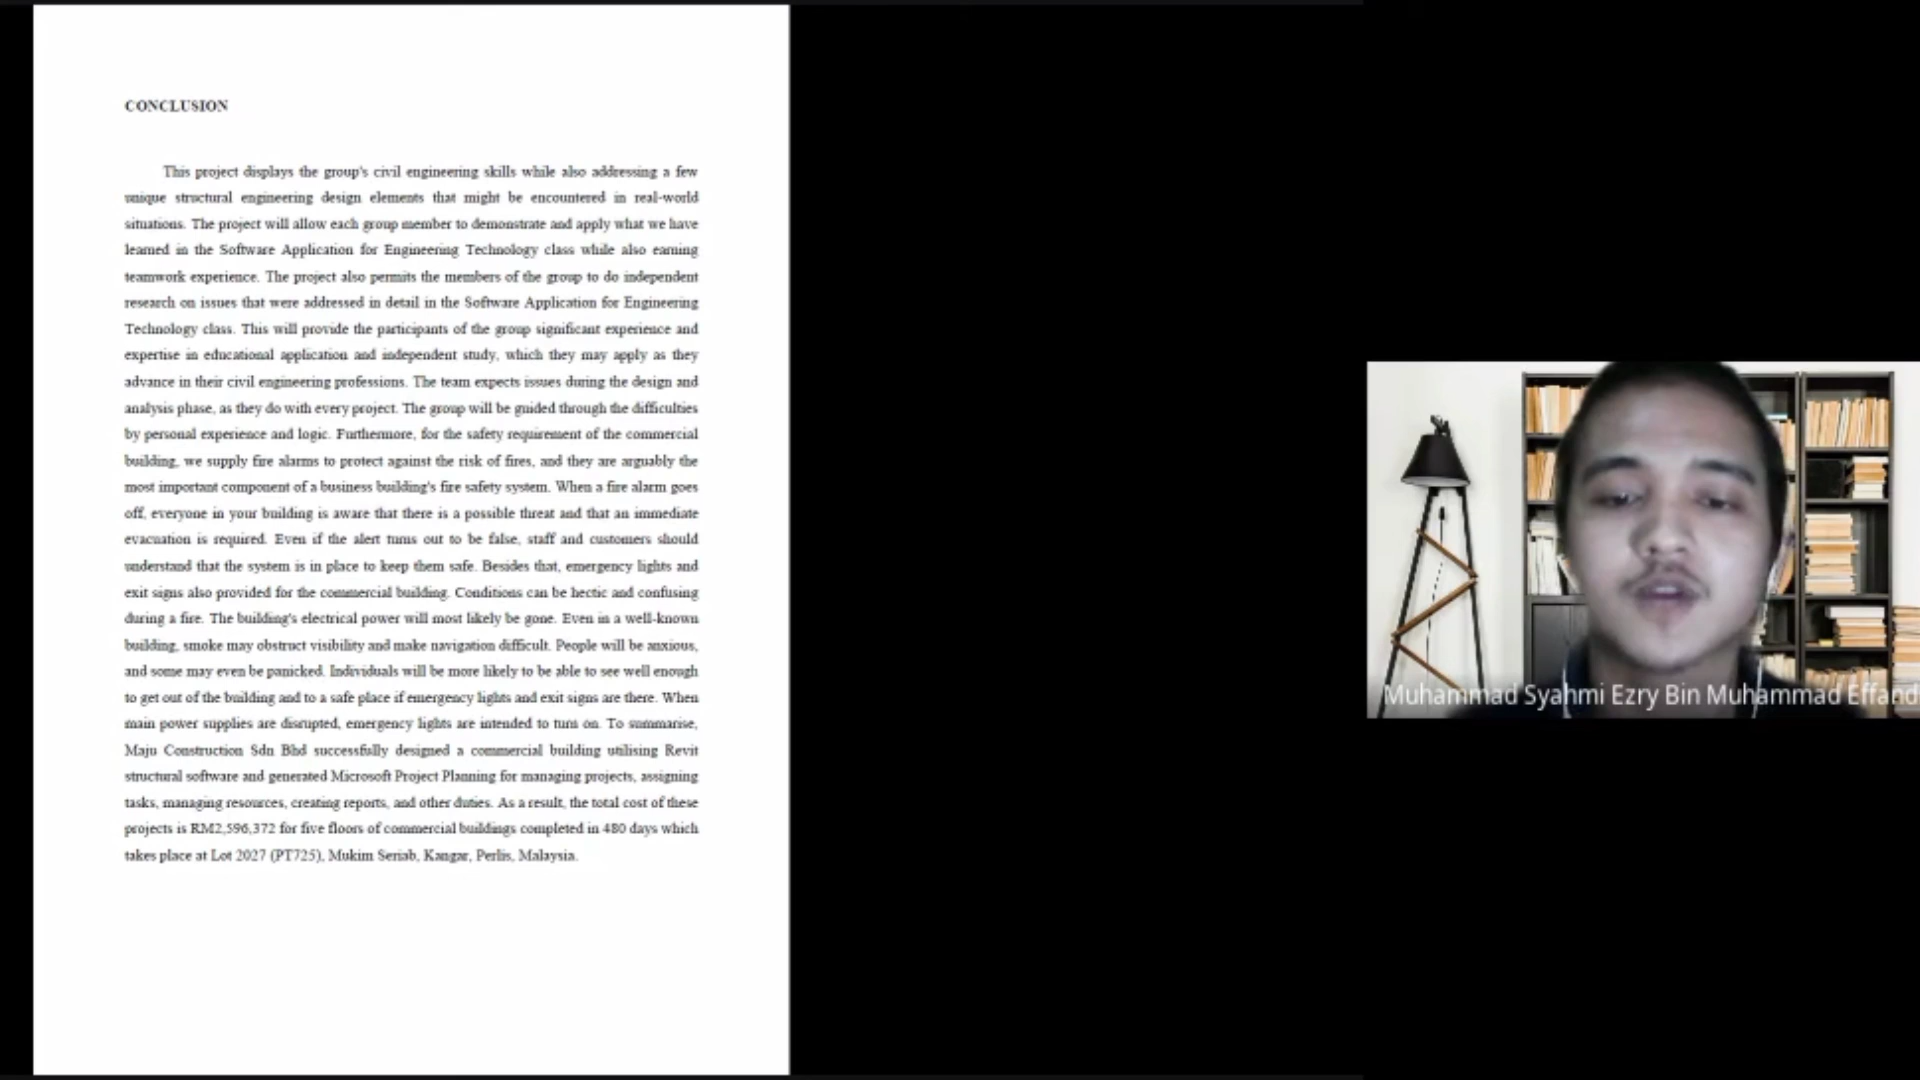 CONCLUSION
This project displays the group's civil engineering skills while also addressing a few
unique structural engineering design elements that might be encountered in real-world
situations. The project will allow each group member to demonstrate and apply what we have
learned in the Software Application for Engineering Technology class while also earning
teamwork experience. The project also permits the members of the group to do independent
research on issues that were addressed in detail in the Software Application for Engineering
Technology class. This will provide the participants of the group significant experience and
expertise in educational application and independent study, which they may apply as they
advance in their civil engineering professions. The team expects issues during the design and
analysis phase, as they do with every project. The group will be guided through the difficulties
by personal experience and logic. Furthermore, for the safety requirement of the commercial
building, we supply fire alarms to protect against the risk of fires, and they are arguably the
most important component of a business building's fire safety system. When a fire alarm goes
off, everyone in your building is aware that there is a possible threat and that an immediate
evacuation is required. Even if the alert turns out to be false, staff and customers should
understand that the system is in place to keep them safe. Besides that, emergency lights and
exit signs also provided for the commercial building. Conditions can be hectic and confusing
during a fire. The building's electrical power will most likely be gone. Even in a well-known
building, smoke may obstruct visibility and make navigation difficult. People will be anxious,
and some may even be panicked. Individuals will be more likely to be able to see well enough
to get out of the building and to a safe place if emergency lights and exit signs are there. When
main power supplies are disrupted, emergency lights are intended to turn on. To summarise,
Maju Construction Sdn Bhd successfully designed a commercial building utilising Revit
structural software and generated Microsoft Project Planning for managing projects, assigning
tasks, managing resources, creating reports, and other duties. As a result, the total cost of these
projects is RM2,596,372 for five floors of commercial buildings completed in 480 days which
takes place at Lot 2027 (PT725), Mukim Seriab, Kangar, Perlis, Malaysia.
Muhammad Syahmi Ezry Bin Muhammad Effand